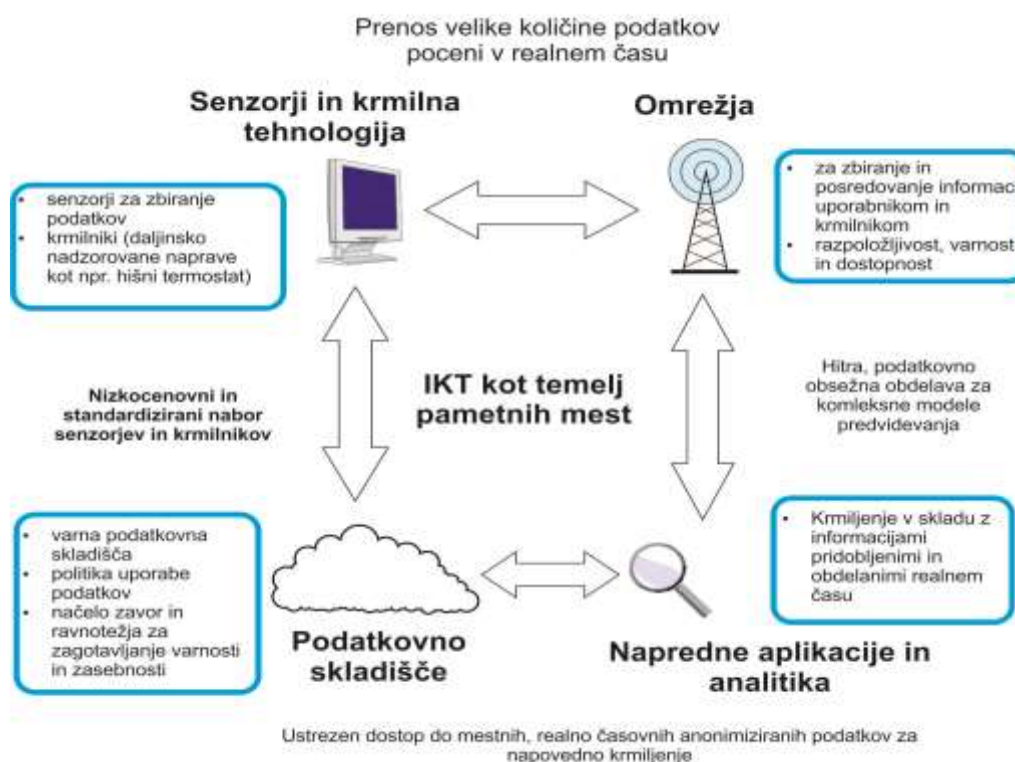 Prenos velike količine podatkov
poceni v realnem času
Senzorji in krmilna
tehnologija
Omrežja
• senzorji za zbiranje
podatkov
• krmilniki (daljinsko
nadzorovane naprave
kot npr. hišni termostat)
• za zbiranje in
posredovanje informac
uporabnikom in
krmilnikom
• razpoložljivost, varnost
in dostopnost
Nizkocenovni in
standardizirani nabor
senzorjev in krmilnikov
IKT kot temelj
pametnih mest
Hitra, podatkovno
obsežna obdelava za
komleksne modele
predvidevanja
• varna podatkovna
skladišča
• politika uporabe
podatkov
• načelo zavor in
ravnotežja za
zagotavljanje varnosti
in zasebnosti
• Krmiljenje v skladu z
informacijami
pridobljenimi in
obdelanimi realnem
času
Podatkovno
skladišče
Napredne aplikacije in
analitika
Ustrezen dostop do mestnih, realno časovnih anonimiziranih podatkov za
napovedno krmiljenje